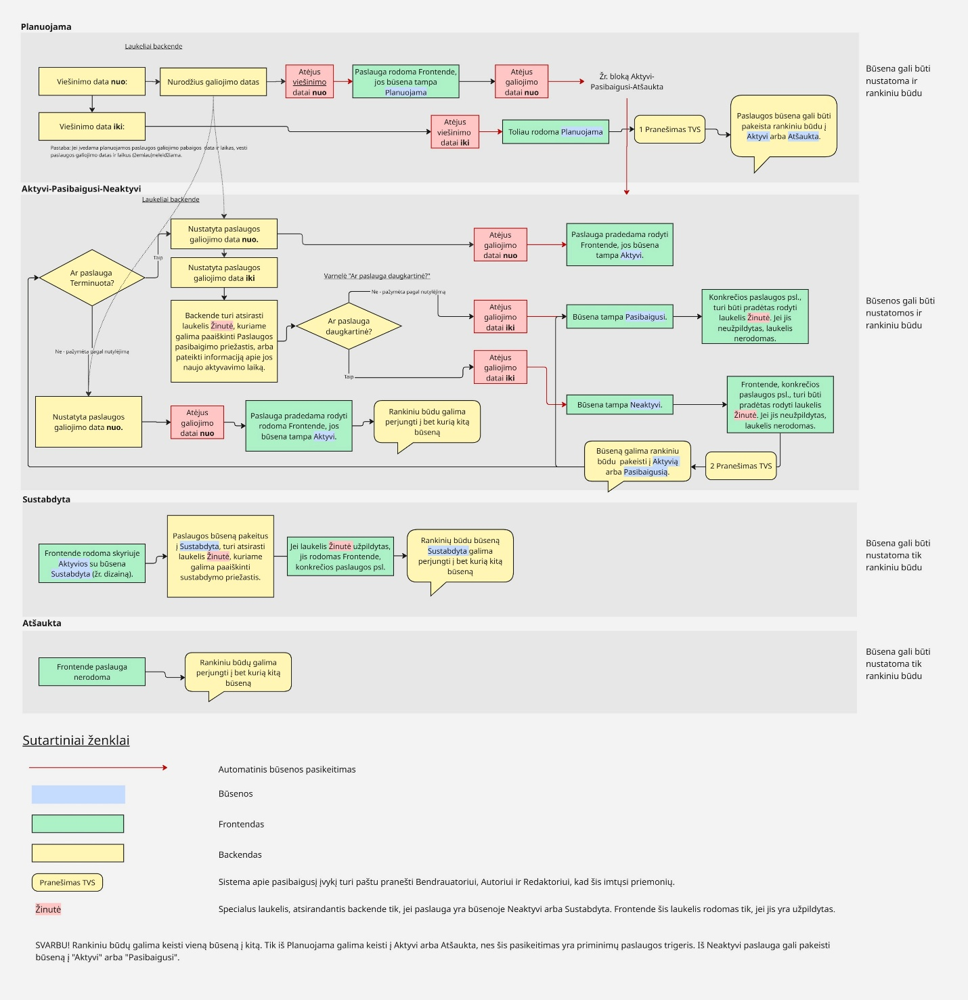 Planuojama
Laukeliai backende
Viešinimo data nuo:
Nurodžius galiojimo datas
Atėjus
viešinimo
datai nuo
Paslauga rodoma Frontende,
jos būsena tampa
Planuojama
Atėjus
galiojimo
datai nuo
Žr. bloką Aktyvi-
Pasibaigusi-Atšaukta
Būsena gali būti
nustatoma ir
rankiniu būdu
Viešinimo data iki:
Atėjus
viešinimo
datai iki
Toliau rodoma Planuojama
1 Pranešimas TVS
Paslaugos būsena gali būti
pakeista rankiniu būdu į
Aktyvi arba Atšaukta.
Pastaba: Jei įvedama planuojamos paslaugos galiojimo pabaigos data ir laikas, vesti
paslaugos galiojimo datas ir laikus (žemiau)neleidžiama.
Aktyvi-Pasibaigusi-Neaktyvi
Laukeliai backende
Nustatyta paslaugos
galiojimo data nuo.
Atėjus
galiojimo
datai nuo
Paslauga pradedama rodyti
Frontende, jos būsena
tampa Aktyvi.
Taip
Ar paslauga
Terminuota?
Nustatyta paslaugos
galiojimo data iki
Varnelė "Ar paslauga daugkartinė?"
Ne - pažymėta pagal nutylėjimą
Backende turi atsirasti
laukelis Žinutė, kuriame
galima paaiškinti Paslaugos
pasibaigimo priežastis, arba
pateikti informaciją apie jos
naujo aktyvavimo laiką.
Ar paslauga
daugkartinė?
Atėjus
galiojimo
datai iki
Būsena tampa Pasibaigusi.
Konkrečios paslaugos psl.,
turi būti pradėtas rodyti
laukelis Žinutė. Jei jis
neužpildytas, laukelis
nerodomas.
Būsenos gali būti
nustatomos ir
rankiniu būdu
Ne - pažymėta pagal nutylėjimą
Taip
Atėjus
galiojimo
datai iki
Būsena tampa Neaktyvi.
Frontende, konkrečios
paslaugos psl., turi būti
pradėtas rodyti laukelis
Žinutė. Jei jis neužpildytas,
laukelis nerodomas.
Nustatyta paslaugos
galiojimo data nuo.
Atėjus
galiojimo
datai nuo
Paslauga pradedama rodyti
rodoma Frontende, jos
būsena tampa Aktyvi.
Rankiniu būdu galima
perjungti į bet kurią kitą
būseną
Būseną galima rankiniu
būdu pakeisti į Aktyvią
arba Pasibaigusią.
2 Pranešimas TVS
Sustabdyta
Frontende rodoma skyriuje
Aktyvios su būsena
Sustabdyta (žr. dizainą).
Paslaugos būseną pakeitus
į Sustabdyta, turi atsirasti
laukelis Žinutė, kuriame
galima paaiškinti
sustabdymo priežastis.
Jei laukelis Žinutė užpildytas,
jis rodomas Frontende,
konkrečios paslaugos psl.
Rankinių būdu būseną
Sustabdyta galima
perjungti į bet kurią kitą
būseną
Būsena gali būti
nustatoma tik
rankiniu būdu
Atšaukta
Frontende paslauga
nerodoma
Rankiniu būdų galima
perjungti į bet kurią kitą
būseną
Būsena gali būti
nustatoma tik
rankiniu būdu
Sutartiniai ženklai
Automatinis būsenos pasikeitimas
Būsenos
Frontendas
Backendas
Pranešimas TVS
Sistema apie pasibaigusį įvykį turi paštu pranešti Bendrauatoriui, Autoriui ir Redaktoriui, kad šis imtųsi priemonių.
Žinutė
Specialus laukelis, atsirandantis backende tik, jei paslauga yra būsenoje Neaktyvi arba Sustabdyta. Frontende šis laukelis rodomas tik, jei jis yra užpildytas.
SVARBU! Rankiniu būdų galima keisti vieną būseną į kitą. Tik iš Planuojama galima keisti į Aktyvi arba Atšaukta, nes šis pasikeitimas yra priminimų paslaugos trigeris. Iš Neaktyvi paslauga gali pakeisti
būseną į "Aktyvi" arba "Pasibaigusi".